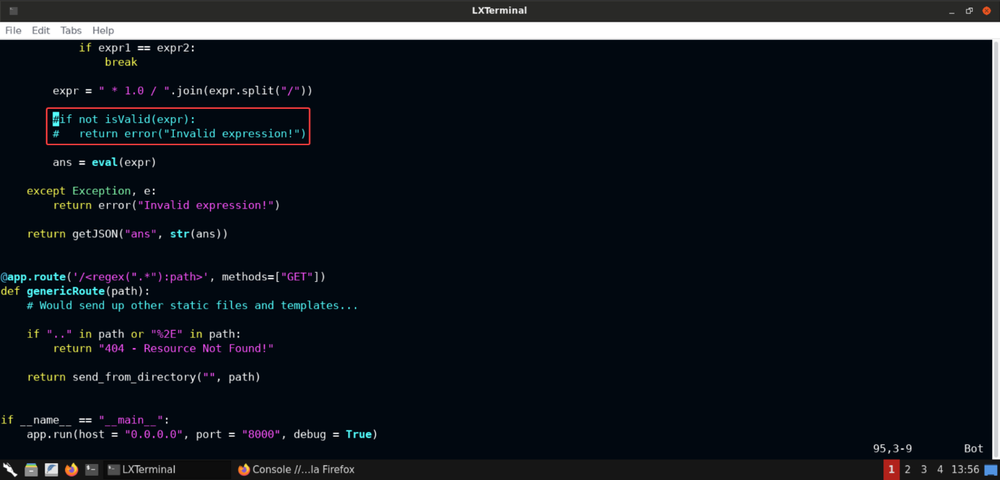 LXTerminal
File Edit Tabs Help
            if expr1 == expr2:
                break
        expr = " * 1.0 / ".join(expr.split("/"))
        #if not isValid(expr):
        #   return error("Invalid expression!")
        ans = eval(expr)
    except Exception, e:
        return error("Invalid expression!")
    return getJSON("ans", str(ans))
@app.route('/<regex(".*"):path>', methods=["GET"])
def genericRoute(path):
    # Would send up other static files and templates...
    if ".." in path or "%2E" in path:
        return "404 - Resource Not Found!"
    return send_from_directory("", path)
if __name__ == "__main__":
    app.run(host = "0.0.0.0", port = "8000", debug = True)
95,3-9 Bot
LXTerminal Console //...la Firefox 1 2 3 4 13:56